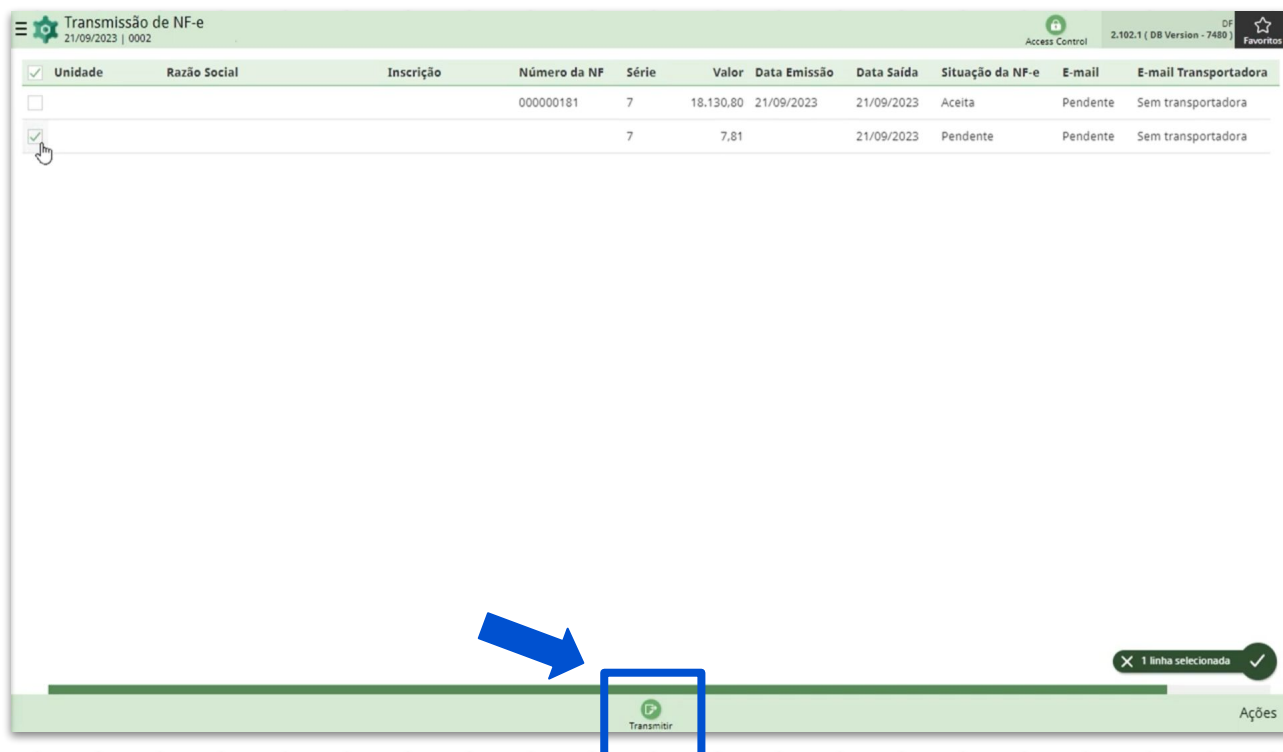 Transmissão de NF-e
21/09/2023 | 0002
Access Control
DF
2.102.1 ( DB Version - 7480 )
Favoritos
Unidade Razão Social Inscrição Número da NF Série Valor Data Emissão Data Saída Situação da NF-e E-mail E-mail Transportadora
000000181 7 18.130,80 21/09/2023 21/09/2023 Aceita Pendente Sem transportadora
7 7,81 21/09/2023 Pendente Pendente Sem transportadora
1 linha selecionada
Transmitir
Ações